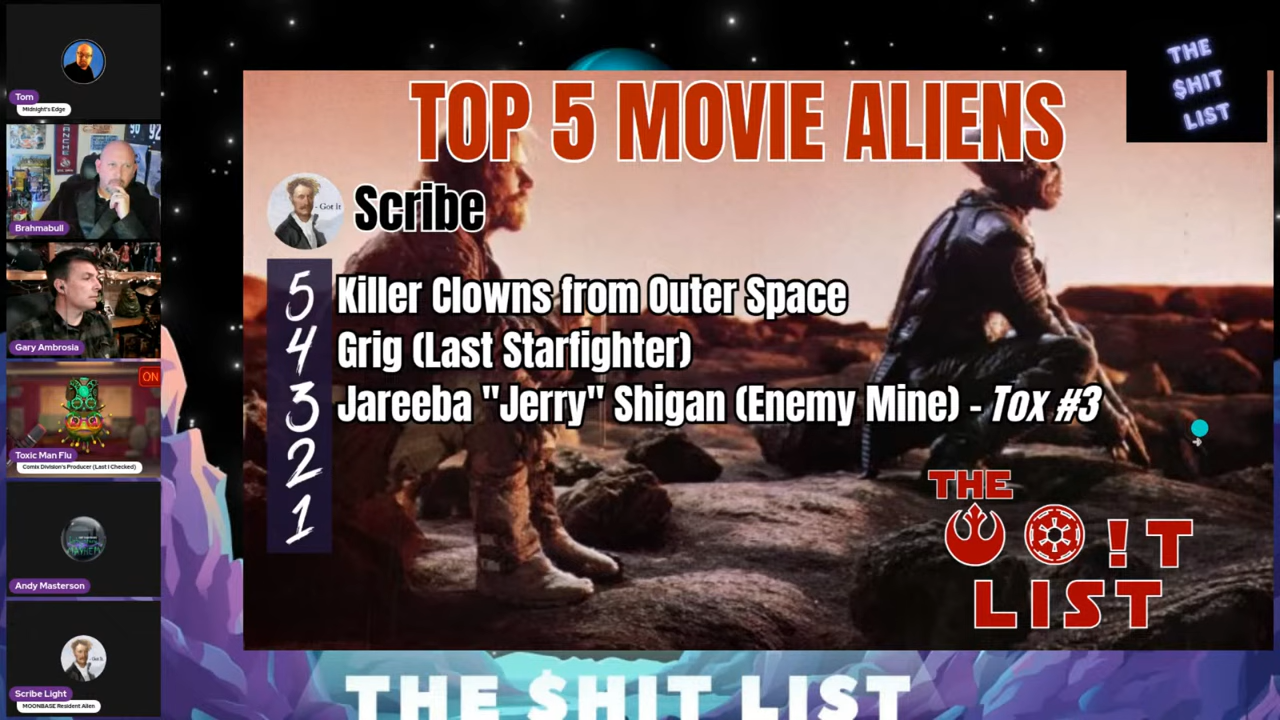 Tom
Midnight's Edge
Brahmabull
Gary Ambrosia
ON
Toxic Man Flu
Comix Division's Producer (Last I Checked)
Andy Masterson
Scribe Light
MOONBASE Resident Alien
TOP 5 MOVIE ALIENS
THE
$HIT
LIST
- Got It
Scribe
5 Killer Clowns from Outer Space
4 Grig (Last Starfighter)
3 Jareeba "Jerry" Shigan (Enemy Mine) - Tox #3
2
1
THE
!T
LIST
THE $HIT LIST